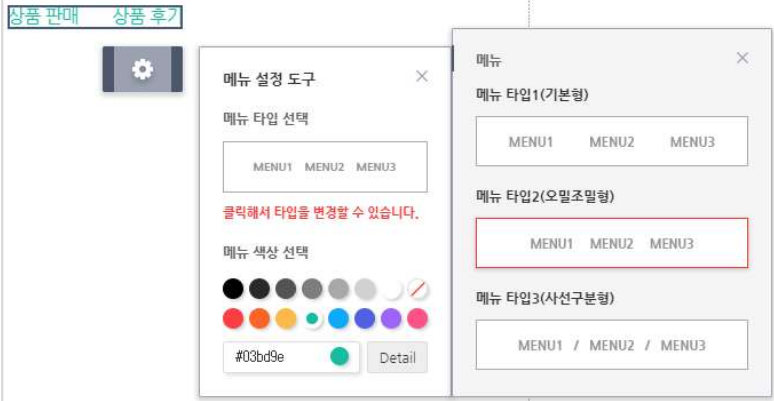 상품 판매 상품 후기
메뉴 설정 도구
메뉴 타입 선택
MENU1 MENU2 MENU3
클릭해서 타입을 변경할 수 있습니다.
메뉴 색상 선택
#03bd9e
Detail
메뉴
메뉴 타입1(기본형)
MENU1 MENU2 MENU3
메뉴 타입2(오밀조밀형)
MENU1 MENU2 MENU3
메뉴 타입3(사선구분형)
MENU1 / MENU2 / MENU3